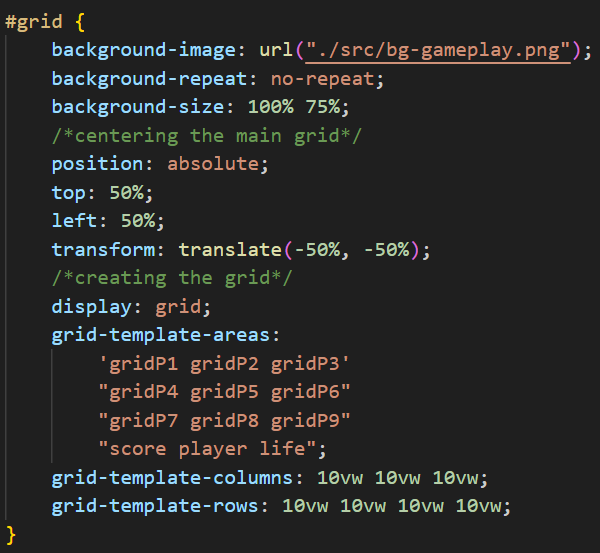 #grid {
    background-image: url("./src/bg-gameplay.png");
    background-repeat: no-repeat;
    background-size: 100% 75%;
    /*centering the main grid*/
    position: absolute;
    top: 50%;
    left: 50%;
    transform: translate(-50%, -50%);
    /*creating the grid*/
    display: grid;
    grid-template-areas:
        'gridP1 gridP2 gridP3'
        "gridP4 gridP5 gridP6"
        "gridP7 gridP8 gridP9"
        "score player life";
    grid-template-columns: 10vw 10vw 10vw;
    grid-template-rows: 10vw 10vw 10vw 10vw;
}